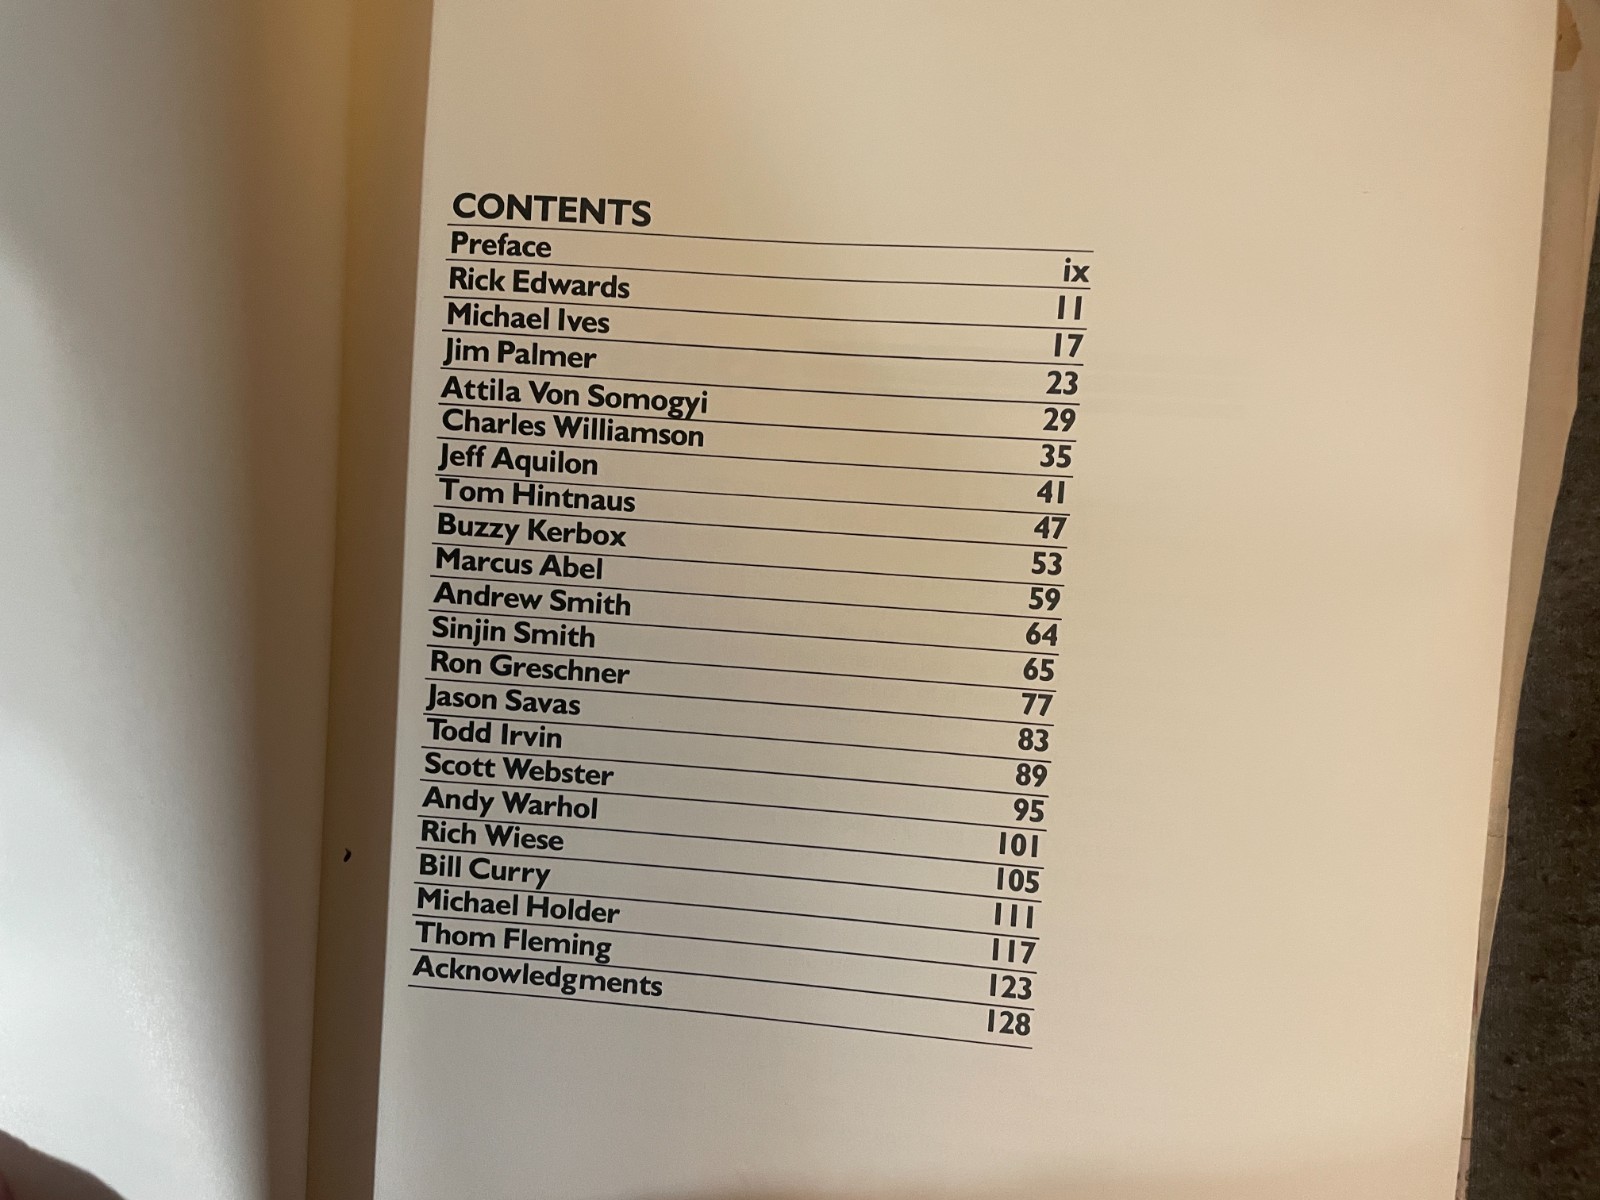 CONTENTS
Preface ix
Rick Edwards 11
Michael Ives 17
Jim Palmer 23
Attila Von Somogyi 29
Charles Williamson 35
Jeff Aquilon 41
Tom Hintnaus 47
Buzzy Kerbox 53
Marcus Abel 59
Andrew Smith 64
Sinjin Smith 65
Ron Greschner 77
Jason Savas 83
Todd Irvin 89
Scott Webster 95
Andy Warhol 101
Rich Wiese 105
Bill Curry 111
Michael Holder 117
Thom Fleming 123
Acknowledgments 128